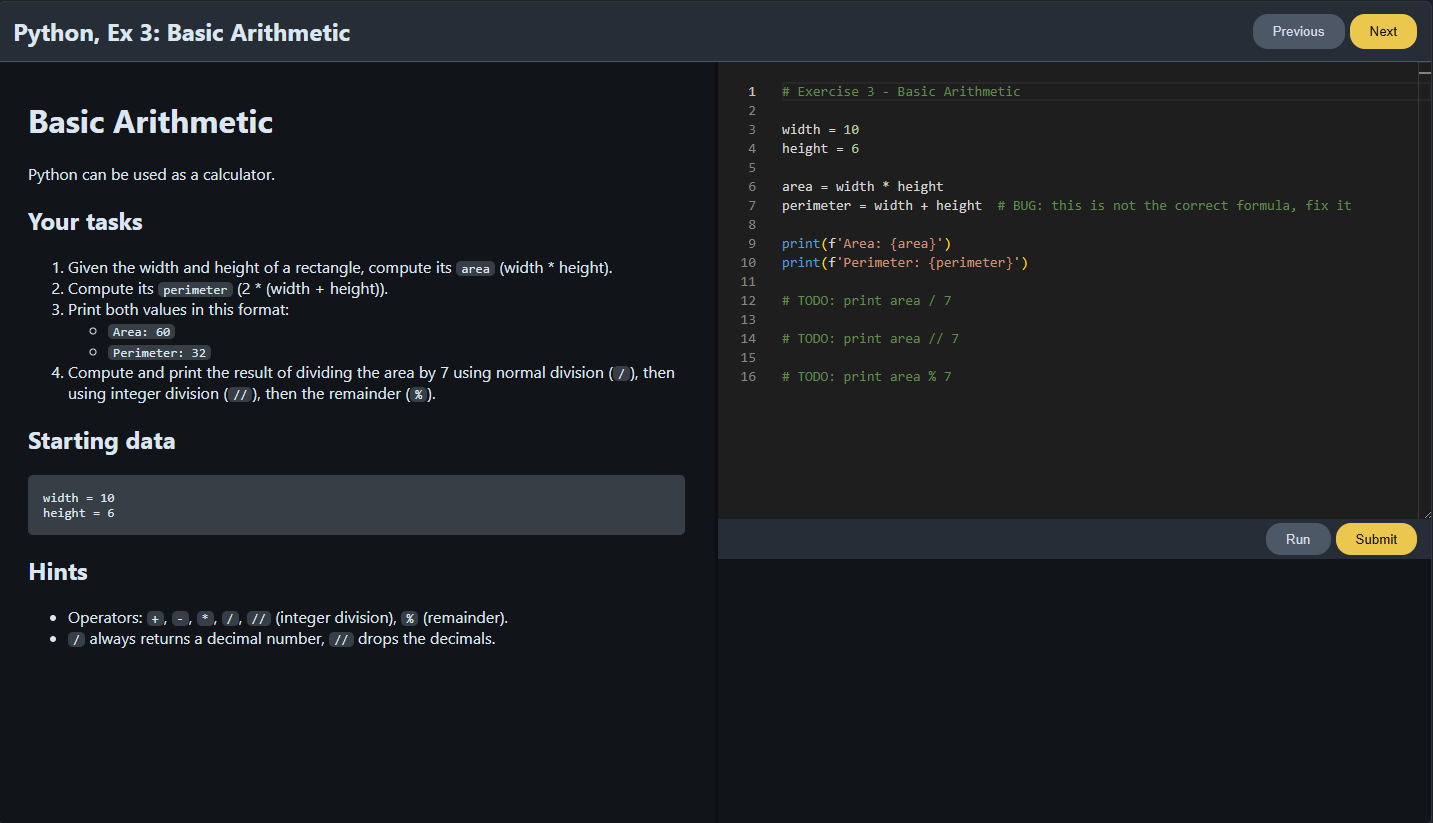 Python, Ex 3: Basic Arithmetic
Previous
Next
Basic Arithmetic
Python can be used as a calculator.
Your tasks
1. Given the width and height of a rectangle, compute its area (width * height).
2. Compute its perimeter (2 * (width + height)).
3. Print both values in this format:
Area: 60
Perimeter: 32
4. Compute and print the result of dividing the area by 7 using normal division ( / ), then
using integer division ( // ), then the remainder ( % ).
Starting data
width = 10
height = 6
Hints
Operators: +, -, *, /, // (integer division), % (remainder).
/ always returns a decimal number, // drops the decimals.
1 # Exercise 3 - Basic Arithmetic
2
3 width = 10
4 height = 6
5
6 area = width * height
7 perimeter = width + height  # BUG: this is not the correct formula, fix it
8
9 print(f'Area: {area}')
10 print(f'Perimeter: {perimeter}')
11
12 # TODO: print area / 7
13
14 # TODO: print area // 7
15
16 # TODO: print area % 7
Run
Submit